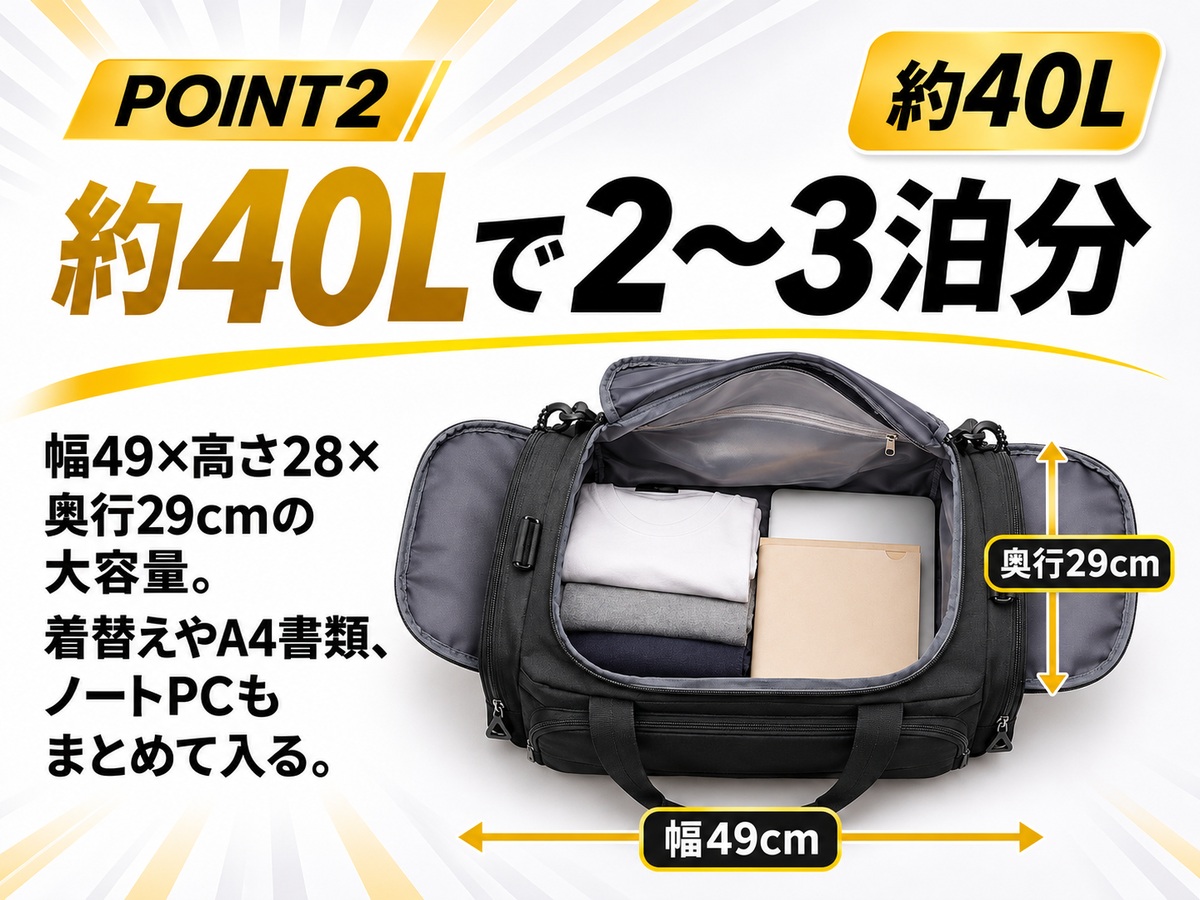 POINT2
約40L
約40Lで2～3泊分
幅49×高さ28×
奥行29cmの
大容量。
着替えやA4書類、
ノートPCも
まとめて入る。
奥行29cm
幅49cm